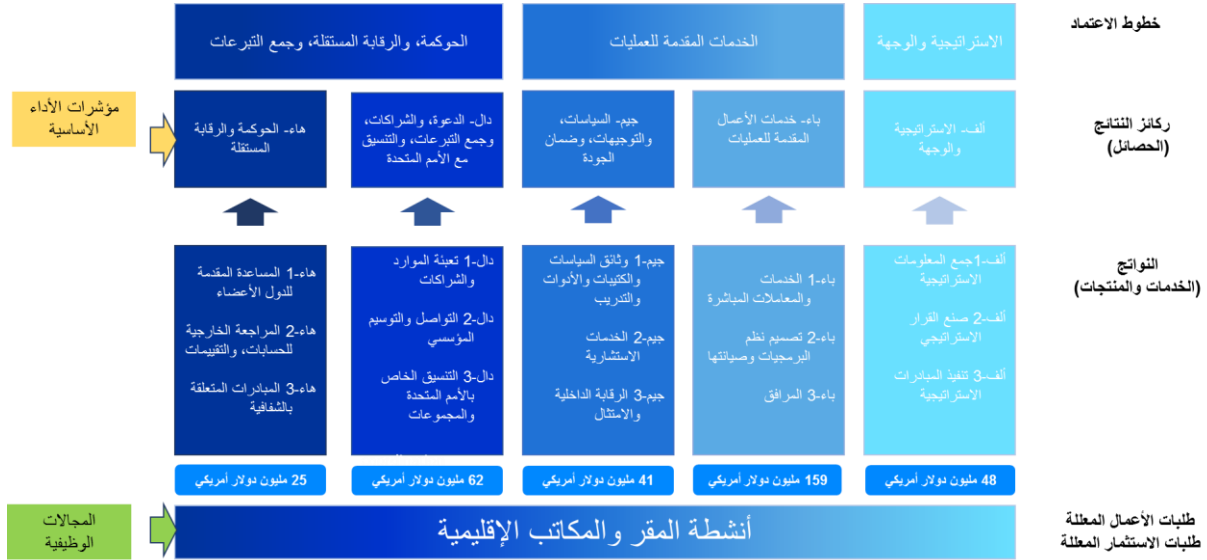 خطوط الاعتماد
الاستراتيجية والوجهة
الخدمات المقدمة للعمليات
الحوكمة، والرقابة المستقلة، وجمع التبرعات
ركائز النتائج
(الحصائل)
ألف- الاستراتيجية
والوجهة
باء- خدمات الأعمال
المقدمة للعمليات
جيم- السياسات،
والتوجيهات، وضمان
الجودة
دال- الدعوة، والشراكات،
وجمع التبرعات، والتنسيق
مع الأمم المتحدة
هاء- الحوكمة والرقابة
المستقلة
مؤشرات الأداء
الأساسية
النواتج
(الخدمات والمنتجات)
ألف-1جمع المعلومات
الاستراتيجية
ألف-2 صنع القرار
الاستراتيجي
ألف-3 تنفيذ المبادرات
الاستراتيجية
باء-1 الخدمات
والمعاملات المباشرة
باء-2 تصميم نظم
البرمجيات وصيانتها
باء-3 المرافق
جيم-1 وثائق السياسات
والكتيبات والأدوات
والتدريب
جيم-2 الخدمات
الاستشارية
جيم-3 الرقابة الداخلية
والامتثال
دال-1 تعبئة الموارد
والشراكات
دال-2 التواصل والتوسيم
المؤسسي
دال-3 التنسيق الخاص
بالأمم المتحدة
والمجموعات
هاء-1 المساعدة المقدمة
للدول الأعضاء
هاء-2 المراجعة الخارجية
للحسابات، والتقييمات
هاء-3 المبادرات المتعلقة
بالشفافية
48 مليون دولار أمريكي
159 مليون دولار أمريكي
41 مليون دولار أمريكي
62 مليون دولار أمريكي
25 مليون دولار أمريكي
طلبات الأعمال المعللة
طلبات الاستثمار المعللة
أنشطة المقر والمكاتب الإقليمية
المجالات
الوظيفية